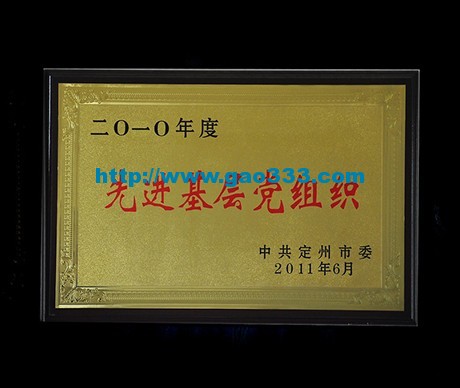 二O一O年度
http://www.gao333.com
先进基层党组织
中共定州市委
2011年6月